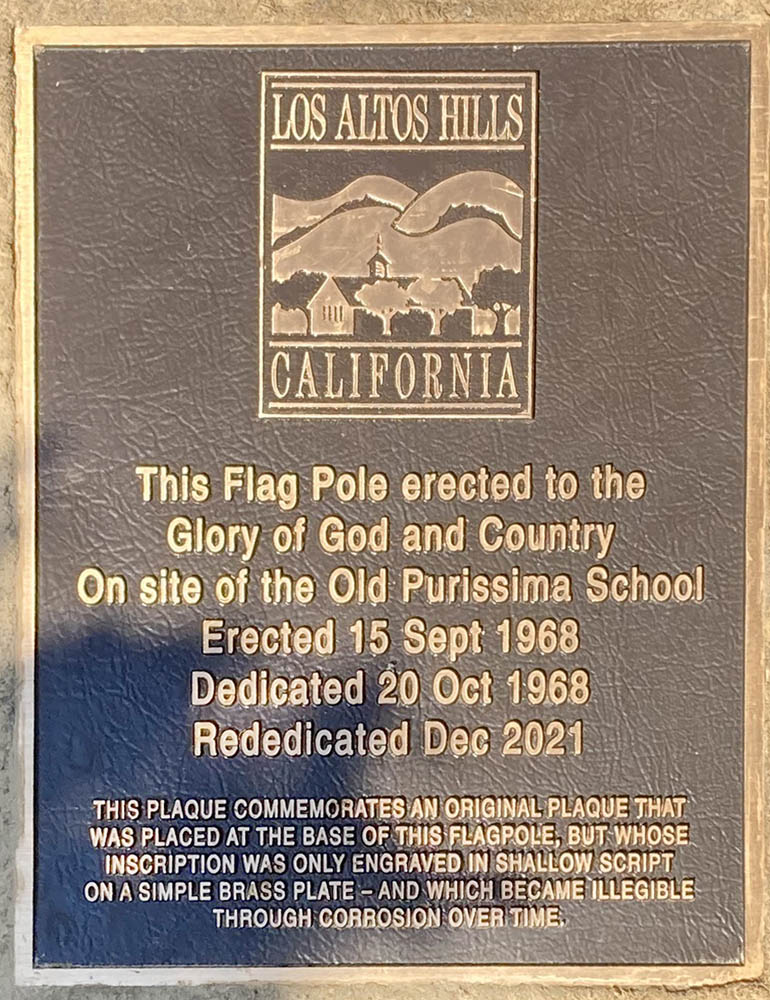 LOS ALTOS HILLS
CALIFORNIA
This Flag Pole erected to the
Glory of God and Country
On site of the Old Purissima School
Erected 15 Sept 1968
Dedicated 20 Oct 1968
Rededicated Dec 2021
THIS PLAQUE COMMEMORATES AN ORIGINAL PLAQUE THAT
WAS PLACED AT THE BASE OF THIS FLAGPOLE, BUT WHOSE
INSCRIPTION WAS ONLY ENGRAVED IN SHALLOW SCRIPT
ON A SIMPLE BRASS PLATE – AND WHICH BECAME ILLEGIBLE
THROUGH CORROSION OVER TIME.